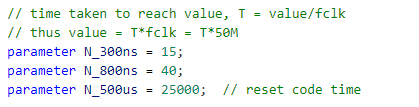 // time taken to reach value, T = value/fclk
// thus value = T*fclk = T*50M
parameter N_300ns = 15;
parameter N_800ns = 40;
parameter N_500us = 25000;  // reset code time